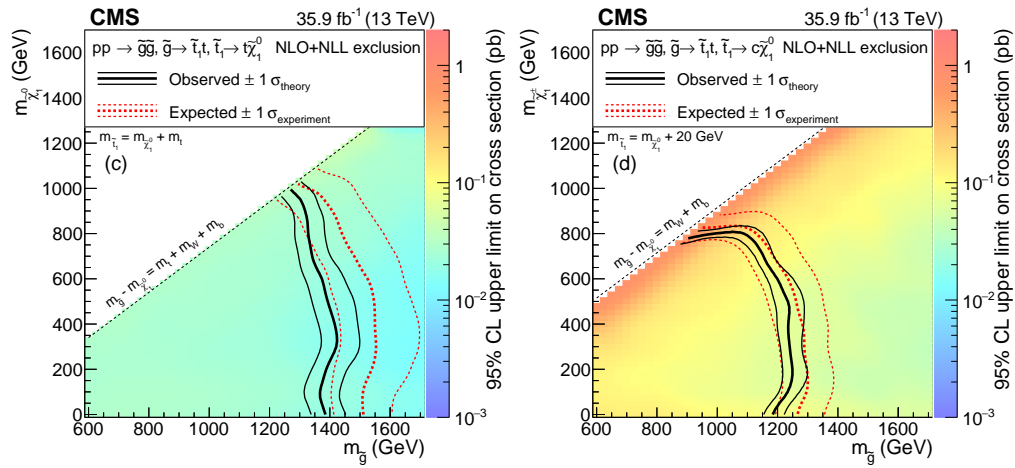 CMS 35.9 fb⁻¹ (13 TeV)
pp → g̃g̃, g̃→ t̃₁t, t̃₁→ tχ̃₁⁰ NLO+NLL exclusion
Observed ± 1 σ_theory
Expected ± 1 σ_experiment
m_t̃₁ = m_χ̃₁⁰ + m_t
(c)
m_g̃ - m_χ̃₁⁰ = m_t + m_W + m_b
m_χ̃₁⁰ (GeV)
1600
1400
1200
1000
800
600
400
200
0
600 800 1000 1200 1400 1600
m_g̃ (GeV)
1
10⁻¹
10⁻²
10⁻³
95% CL upper limit on cross section (pb)
CMS 35.9 fb⁻¹ (13 TeV)
pp → g̃g̃, g̃→ t̃₁t, t̃₁→ cχ̃₁⁰ NLO+NLL exclusion
Observed ± 1 σ_theory
Expected ± 1 σ_experiment
m_t̃₁ = m_χ̃₁⁰ + 20 GeV
(d)
m_g̃ - m_χ̃₁⁰ = m_W + m_b
m_χ̃₁± (GeV)
1600
1400
1200
1000
800
600
400
200
0
600 800 1000 1200 1400 1600
m_g̃ (GeV)
1
10⁻¹
10⁻²
10⁻³
95% CL upper limit on cross section (pb)